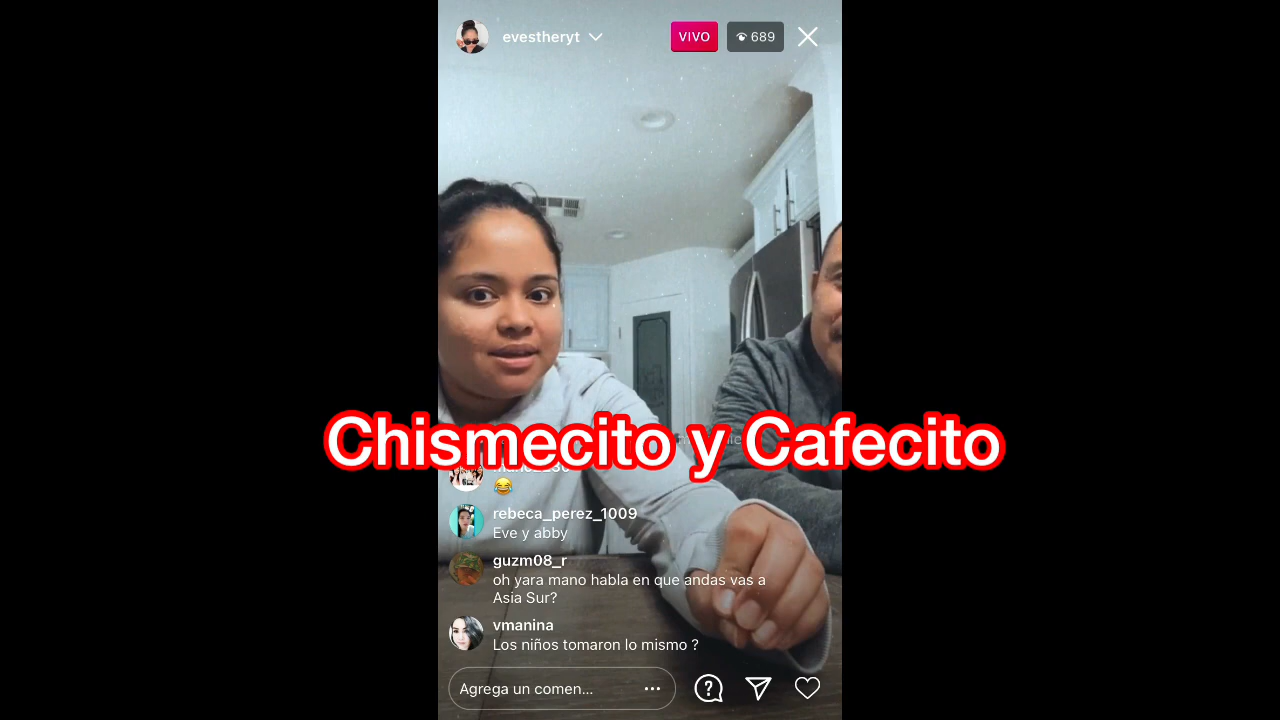 evestheryt
VIVO
689
Chismecito y Cafecito
😂
rebeca_perez_1009
Eve y abby
guzm08_r
oh yara mano habla en que andas vas a
Asia Sur?
vmanina
Los niños tomaron lo mismo ?
Agrega un comen...